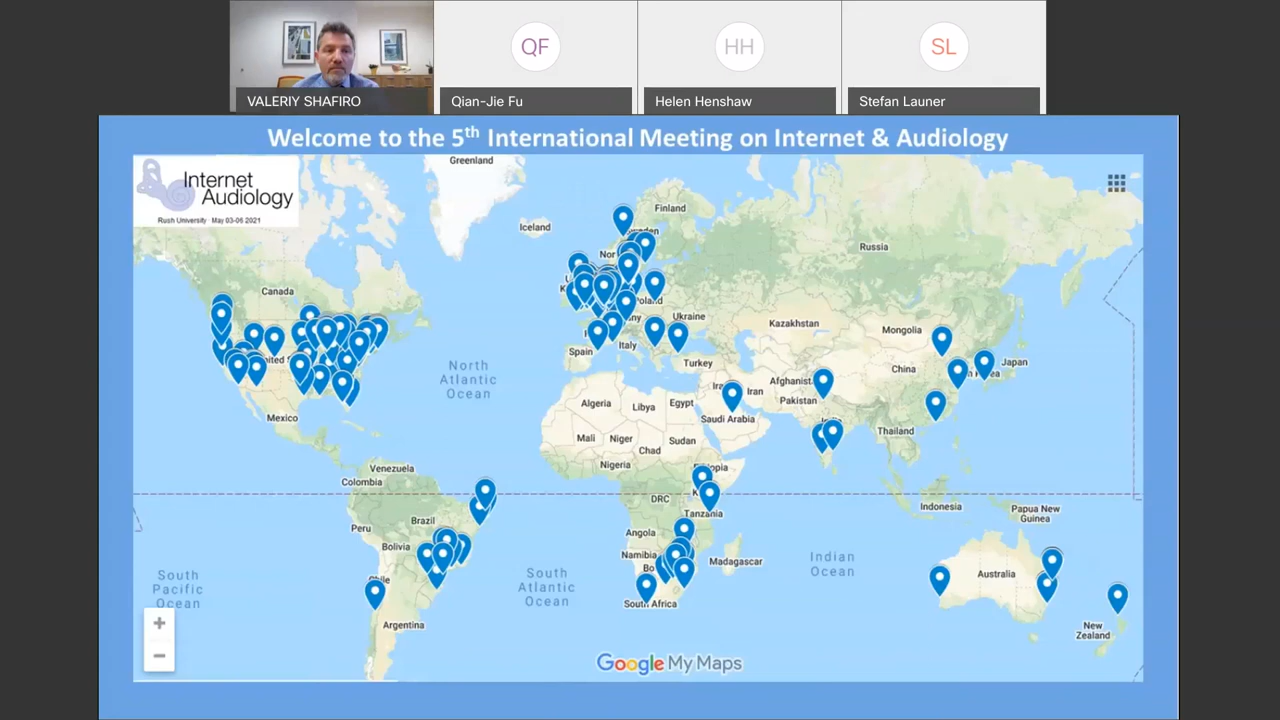 QF
HH
SL
VALERIY SHAFIRO
Qian-Jie Fu
Helen Henshaw
Stefan Launer
Welcome to the 5th International Meeting on Internet & Audiology
Internet
Audiology
Rush University · May 03-06 2021
Greenland
Finland
Iceland
Russia
Canada
Ukraine
Kazakhstan
Mongolia
Spain
Italy
Turkey
China
Japan
North
Atlantic
Ocean
Iran
Pakistan
Mexico
Algeria
Libya
Egypt
Saudi Arabia
Mali
Niger
Chad
Sudan
Thailand
Nigeria
Venezuela
Colombia
DRC
Indonesia
Papua New
Guinea
Tanzania
Peru
Brazil
Angola
Bolivia
Namibia
Madagascar
Indian
Ocean
Australia
South
Pacific
Ocean
South
Atlantic
Ocean
South Africa
Argentina
New
Zealand
+
−
Google My Maps